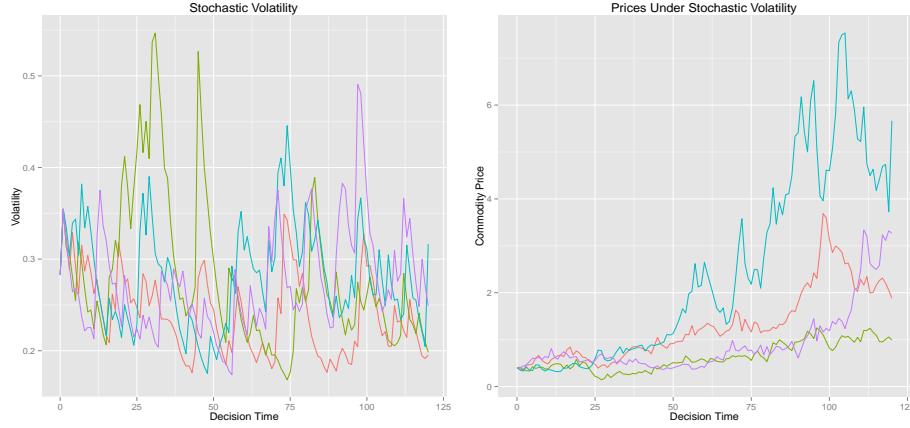 Stochastic Volatility
Volatility
0.5
0.4
0.3
0.2
0 25 50 75 100 125
Decision Time
Prices Under Stochastic Volatility
Commodity Price
6
4
2
0
0 25 50 75 100 125
Decision Time